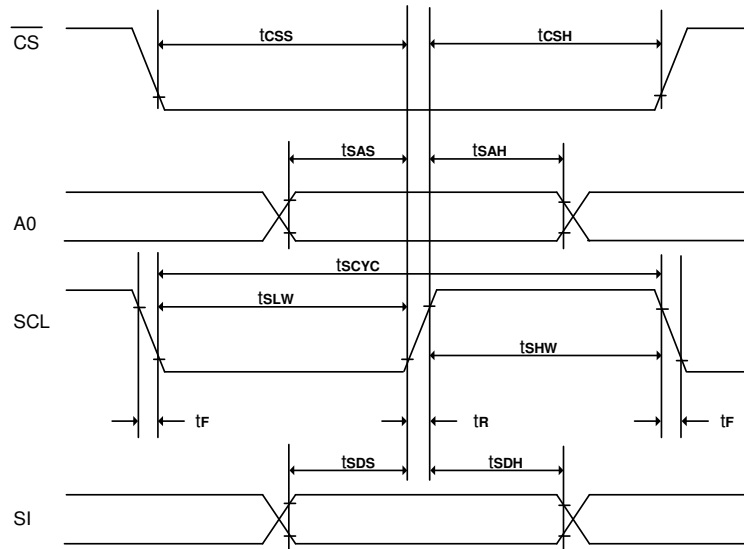 CS
tCSS
tCSH
tSAS
tSAH
A0
tSCYC
tSLW
SCL
tSHW
tF
tR
tF
tSDS
tSDH
SI